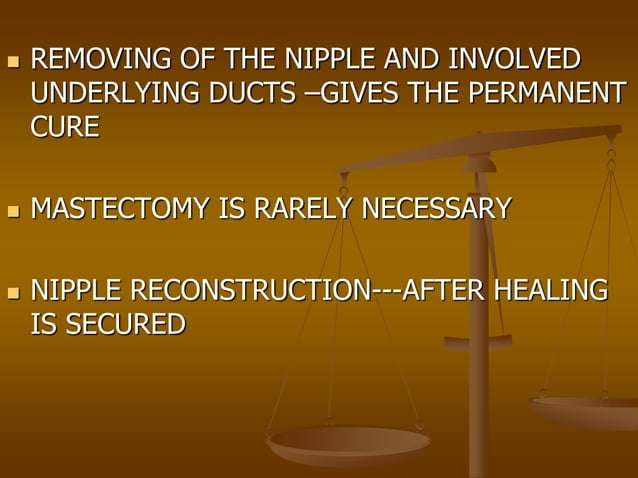 REMOVING OF THE NIPPLE AND INVOLVED
UNDERLYING DUCTS –GIVES THE PERMANENT
CURE
MASTECTOMY IS RARELY NECESSARY
NIPPLE RECONSTRUCTION---AFTER HEALING
IS SECURED